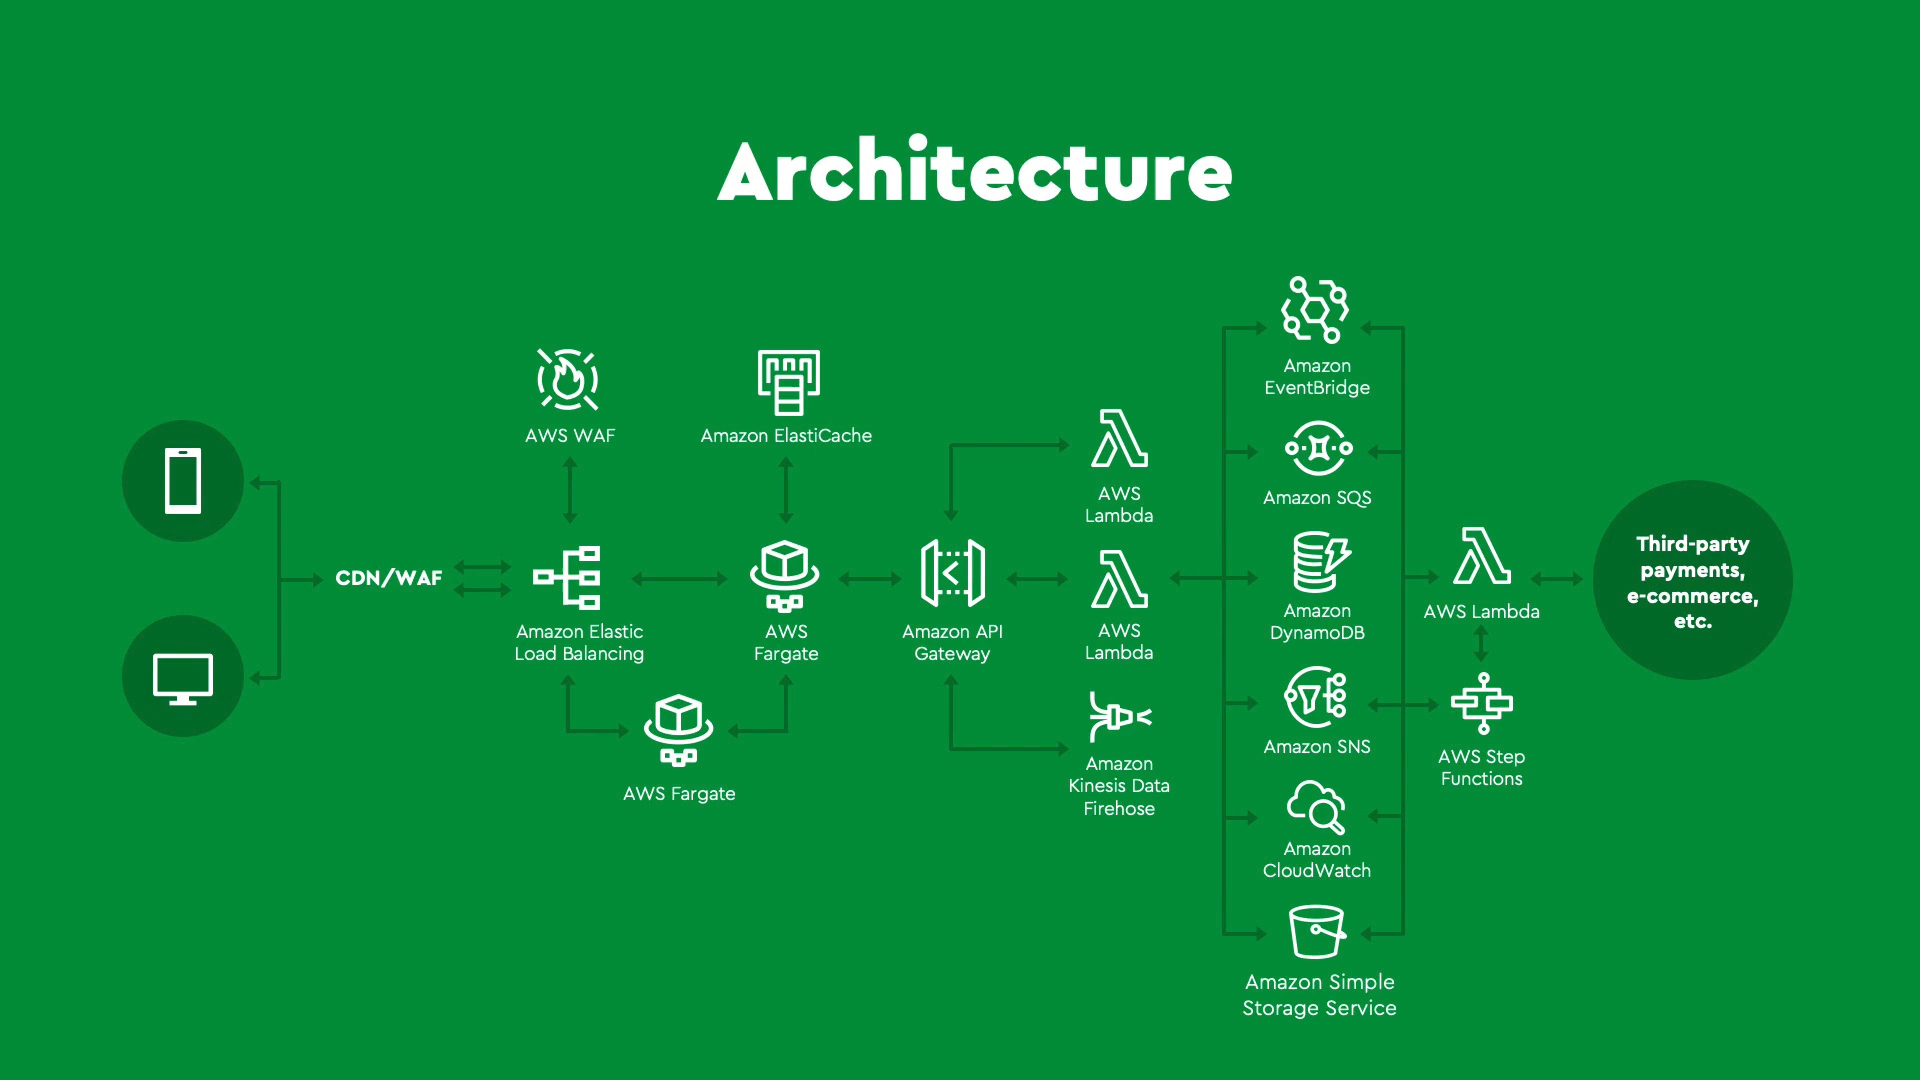 Architecture
CDN/WAF
AWS WAF
Amazon Elastic
Load Balancing
Amazon ElastiCache
AWS
Fargate
AWS Fargate
Amazon API
Gateway
AWS
Lambda
AWS
Lambda
Amazon
Kinesis Data
Firehose
Amazon
EventBridge
Amazon SQS
Amazon
DynamoDB
Amazon SNS
Amazon
CloudWatch
Amazon Simple
Storage Service
AWS Lambda
AWS Step
Functions
Third-party
payments,
e-commerce,
etc.